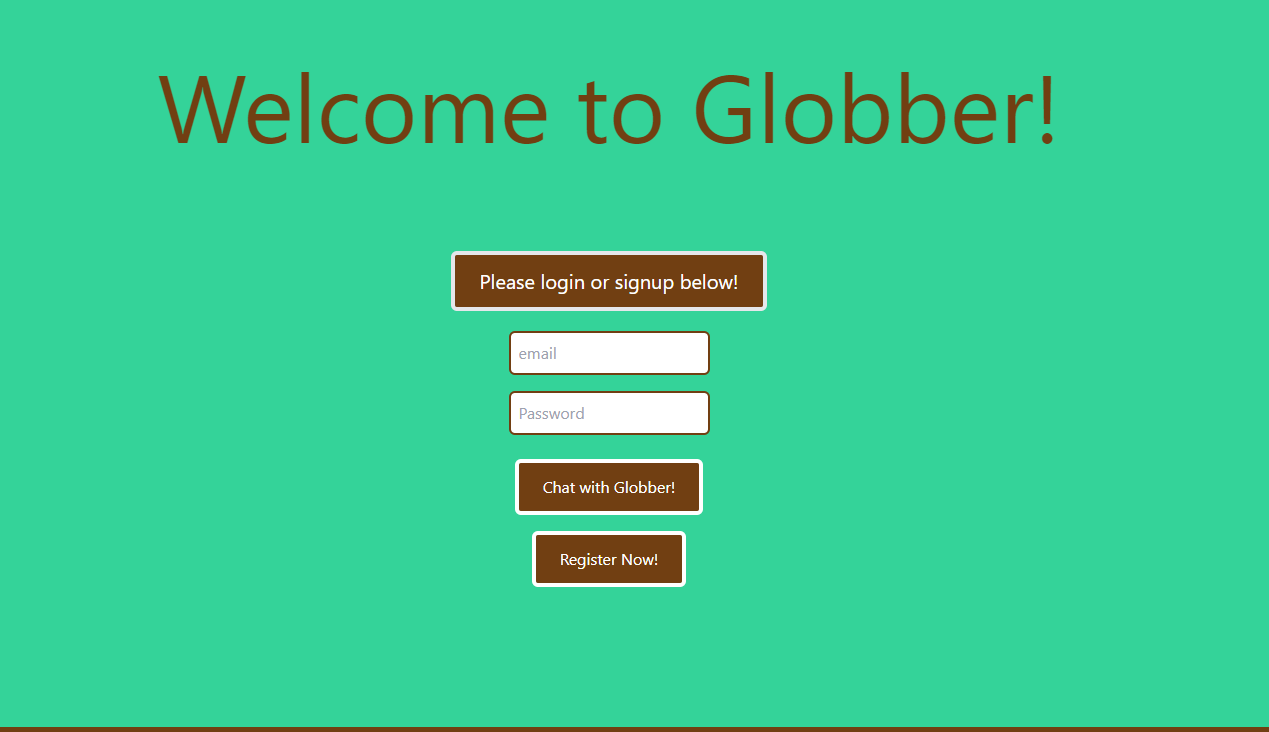 Welcome to Globber!
Please login or signup below!
email
Password
Chat with Globber!
Register Now!